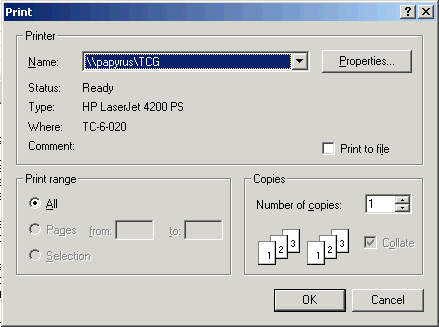 Print
Printer
Name: \\papyrus\TCG Properties...
Status: Ready
Type: HP LaserJet 4200 PS
Where: TC-6-020
Comment: Print to file
Print range Copies
All Number of copies: 1
Pages from: to:
1 2 3 1 2 3 Collate
Selection
OK Cancel